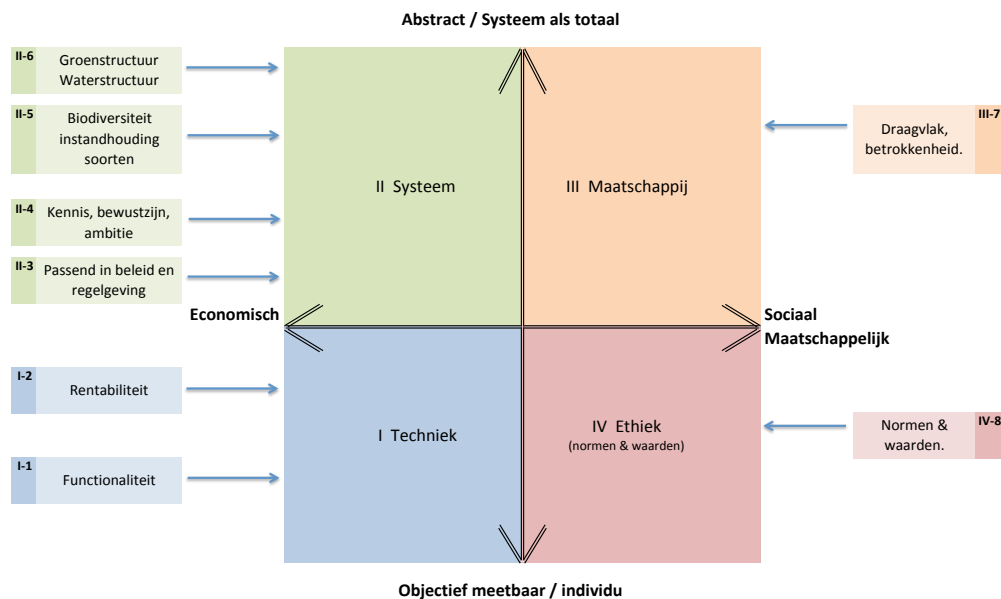 Abstract / Systeem als totaal
II-6
Groenstructuur
Waterstructuur
II-5
Biodiversiteit
instandhouding
soorten
II-4
Kennis, bewustzijn,
ambitie
II-3
Passend in beleid en
regelgeving
Economisch
I-2
Rentabiliteit
I-1
Functionaliteit
II Systeem
III Maatschappij
I Techniek
IV Ethiek
(normen & waarden)
III-7
Draagvlak,
betrokkenheid.
Sociaal
Maatschappelijk
IV-8
Normen &
waarden.
Objectief meetbaar / individu